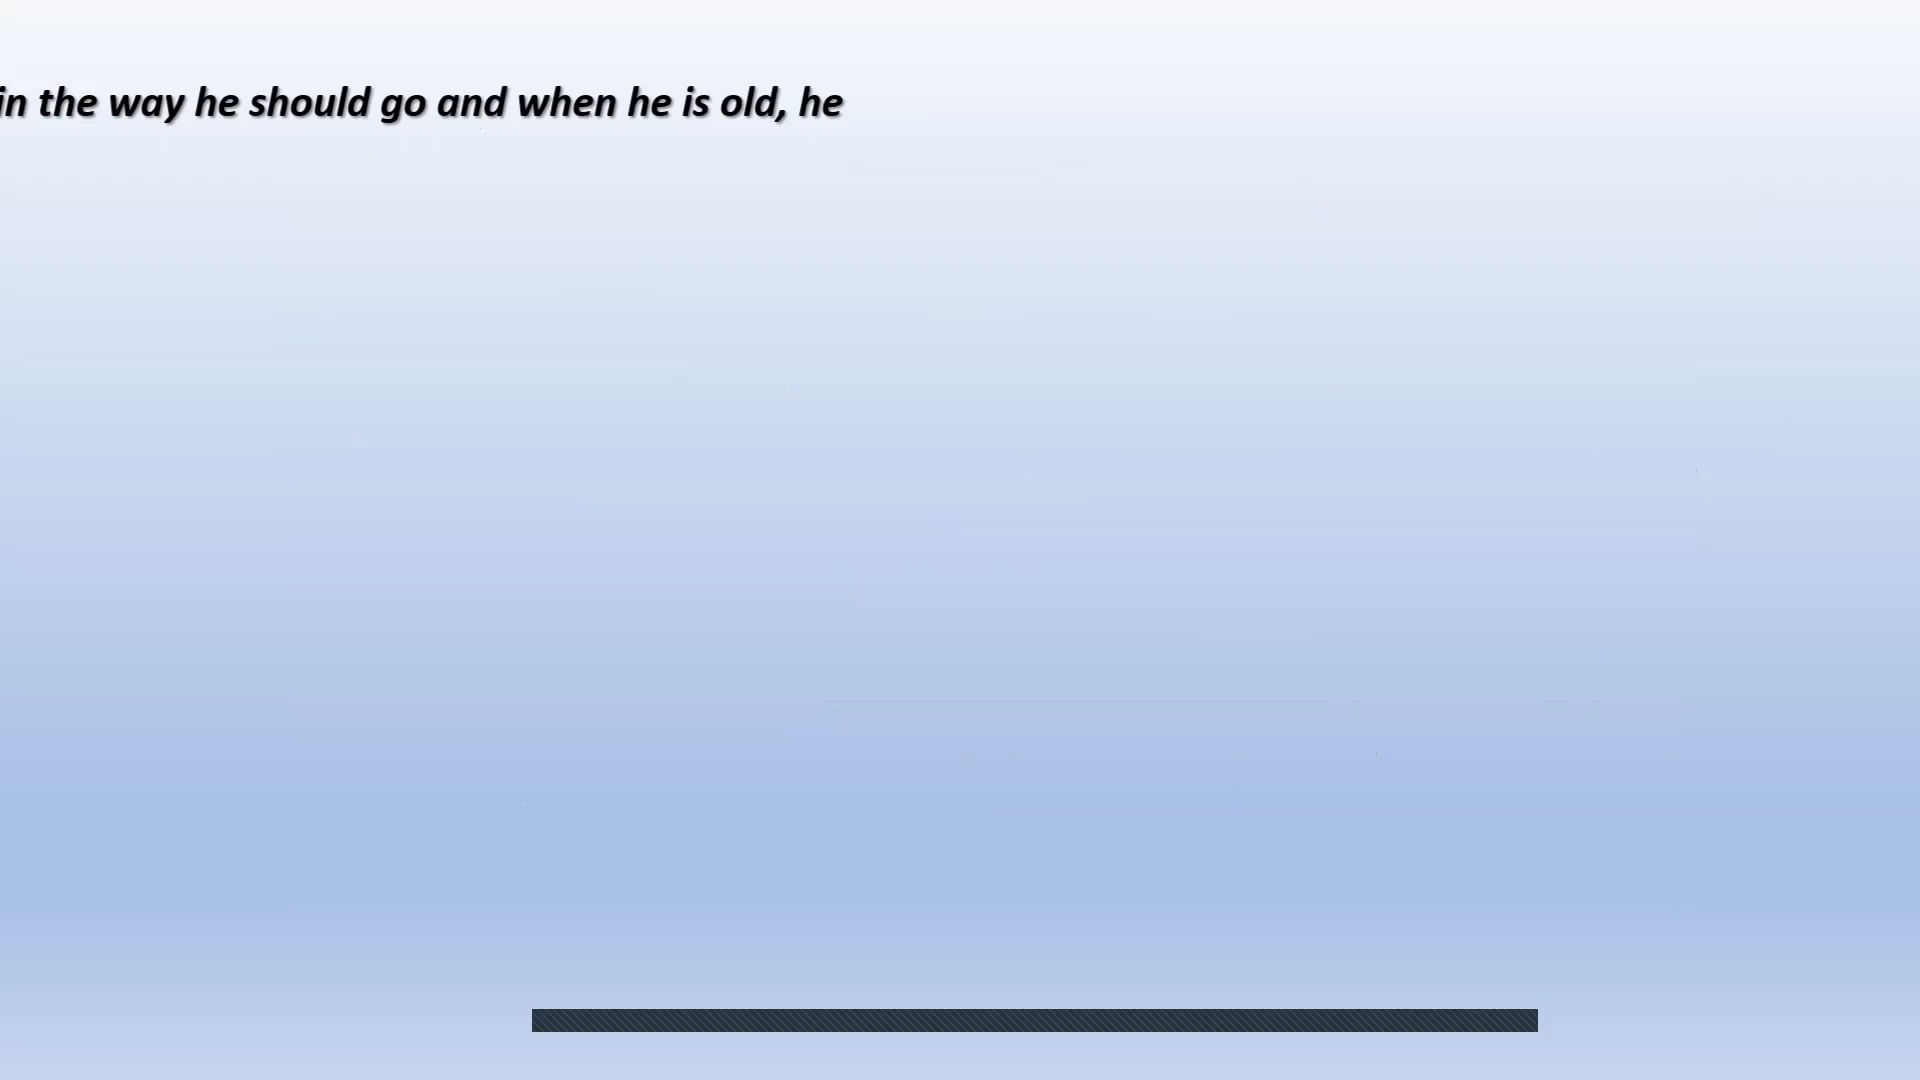 in the way he should go and when he is old, he